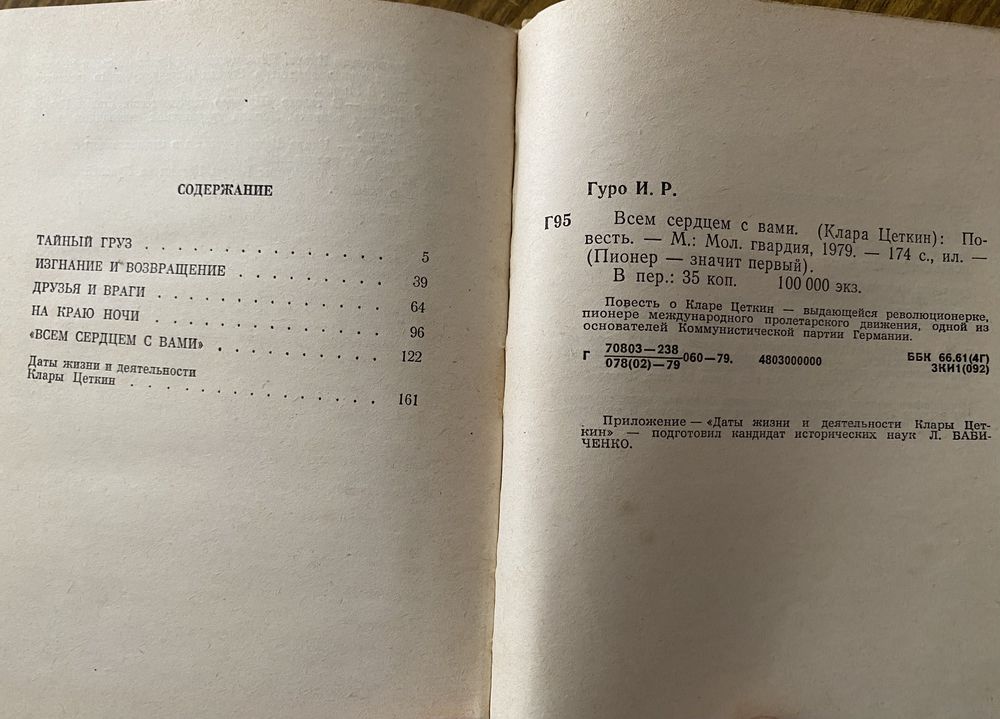 СОДЕРЖАНИЕ
ТАЙНЫЙ ГРУЗ . . . . . . . . . . . . . . . 5
ИЗГНАНИЕ И ВОЗВРАЩЕНИЕ . . . . . . . . . 39
ДРУЗЬЯ И ВРАГИ . . . . . . . . . . . . . . 64
НА КРАЮ НОЧИ . . . . . . . . . . . . . . 96
«ВСЕМ СЕРДЦЕМ С ВАМИ» . . . . . . . . . . 122
Даты жизни и деятельности
Клары Цеткин . . . . . . . . . . . . . . . 161
Гуро И. Р.
Г95 Всем сердцем с вами. (Клара Цеткин): По-
весть. — М.: Мол. гвардия, 1979. — 174 с., ил. —
(Пионер — значит первый).
В пер.: 35 коп. 100 000 экз.
Повесть о Кларе Цеткин — выдающейся революционерке,
пионере международного пролетарского движения, одной из
основателей Коммунистической партии Германии.
Г 70803—238
078(02)—79 060—79. 4803000000 ББК 66.61(4Г)
3КИ1(092)
Приложение — «Даты жизни и деятельности Клары Цет-
кин» — подготовил кандидат исторических наук Л. БАВИ-
ЧЕНКО.